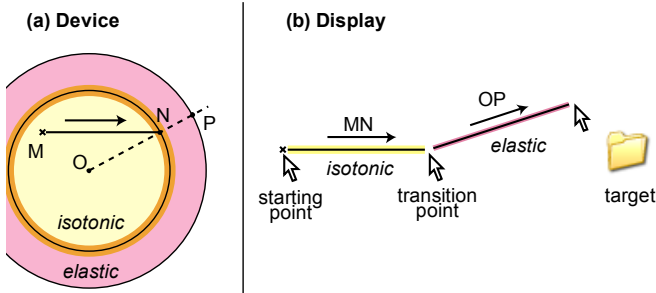 (a) Device
N
P
M
O
isotonic
elastic
(b) Display
OP
MN
elastic
isotonic
starting
point
transition
point
target